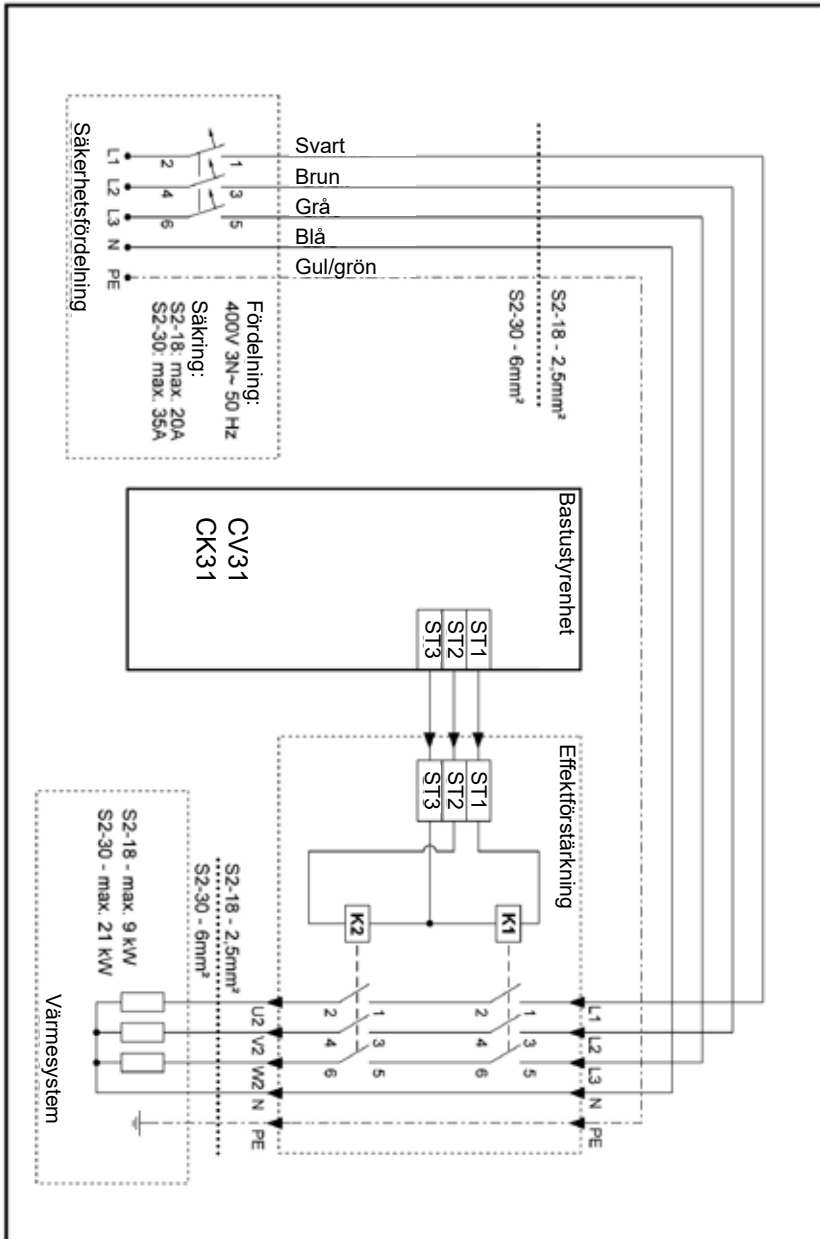 Svart
Brun
Grå
Blå
Gul/grön
Säkerhetsfördelning
L1
L2
L3
N
PE
2
4
6
1
3
5
Fördelning:
400V 3N~ 50 Hz
Säkring:
S2-18: max. 20A
S2-30: max. 35A
S2-18 - 2,5mm²
S2-30 - 6mm²
Bastustyrenhet
CV31
CK31
ST1
ST2
ST3
Effektförstärkning
ST1
ST2
ST3
K1
K2
L1
L2
L3
N
PE
1
3
5
2
4
6
1
3
5
2
4
6
U2
V2
W2
N
PE
S2-18 - 2,5mm²
S2-30 - 6mm²
S2-18 - max. 9 kW
S2-30 - max. 21 kW
Värmesystem